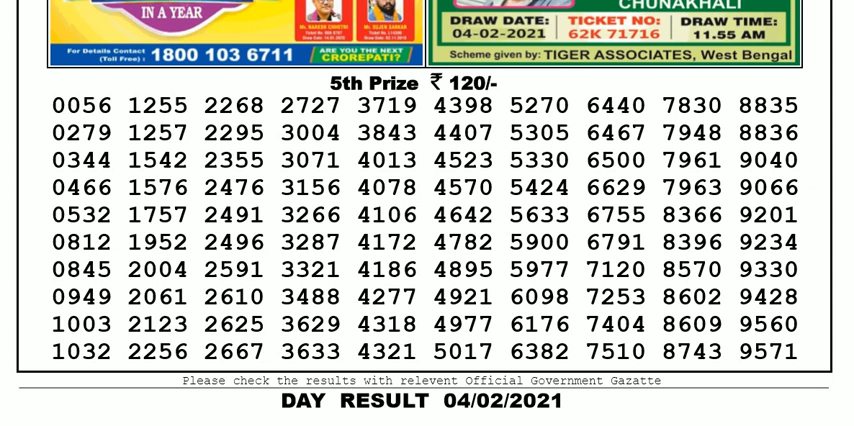 IN A YEAR
For Details Contact
(Toll Free) : 1800 103 6711
ARE YOU THE NEXT
CROREPATI?
CHUNAKHALI
DRAW DATE:
04-02-2021
TICKET NO:
62K 71716
DRAW TIME:
11.55 AM
Scheme given by: TIGER ASSOCIATES, West Bengal
5th Prize ₹ 120/-
0056 1255 2268 2727 3719 4398 5270 6440 7830 8835
0279 1257 2295 3004 3843 4407 5305 6467 7948 8836
0344 1542 2355 3071 4013 4523 5330 6500 7961 9040
0466 1576 2476 3156 4078 4570 5424 6629 7963 9066
0532 1757 2491 3266 4106 4642 5633 6755 8366 9201
0812 1952 2496 3287 4172 4782 5900 6791 8396 9234
0845 2004 2591 3321 4186 4895 5977 7120 8570 9330
0949 2061 2610 3488 4277 4921 6098 7253 8602 9428
1003 2123 2625 3629 4318 4977 6176 7404 8609 9560
1032 2256 2667 3633 4321 5017 6382 7510 8743 9571
Please check the results with relevent Official Government Gazatte
DAY RESULT 04/02/2021